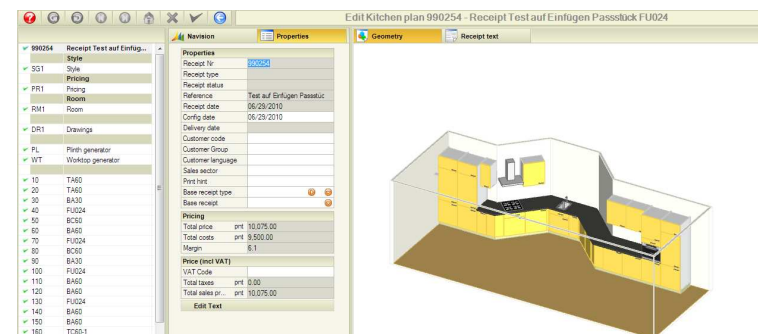 Edit Kitchen plan 990254 - Receipt Test auf Einfügen Passstück FU024
Navision
Properties
Geometry
Receipt text
990254 Receipt Test auf Einfüg...
Style
SG1 Style
Pricing
PR1 Pricing
Room
RM1 Room
DR1 Drawings
PL Plinth generator
WT Worktop generator
10 TA60
20 TA60
30 BA30
40 FU024
50 BC60
60 BA60
70 FU024
80 BC60
90 BA30
100 FU024
110 BA60
120 BA60
130 FU024
140 BA60
150 BA60
160 TC60-1
Properties
Receipt Nr 990254
Receipt type
Receipt status
Reference Test auf Einfügen Passstüc
Receipt date 06/29/2010
Config date 06/29/2010
Delivery date
Customer code
Customer Group
Customer language
Sales sector
Print hint
Base receipt type
Base receipt
Pricing
Total price pnt 10,075.00
Total costs pnt 9,500.00
Margin 6.1
Price (incl VAT)
VAT Code
Total taxes pnt 0.00
Total sales pr... pnt 10,075.00
Edit Text